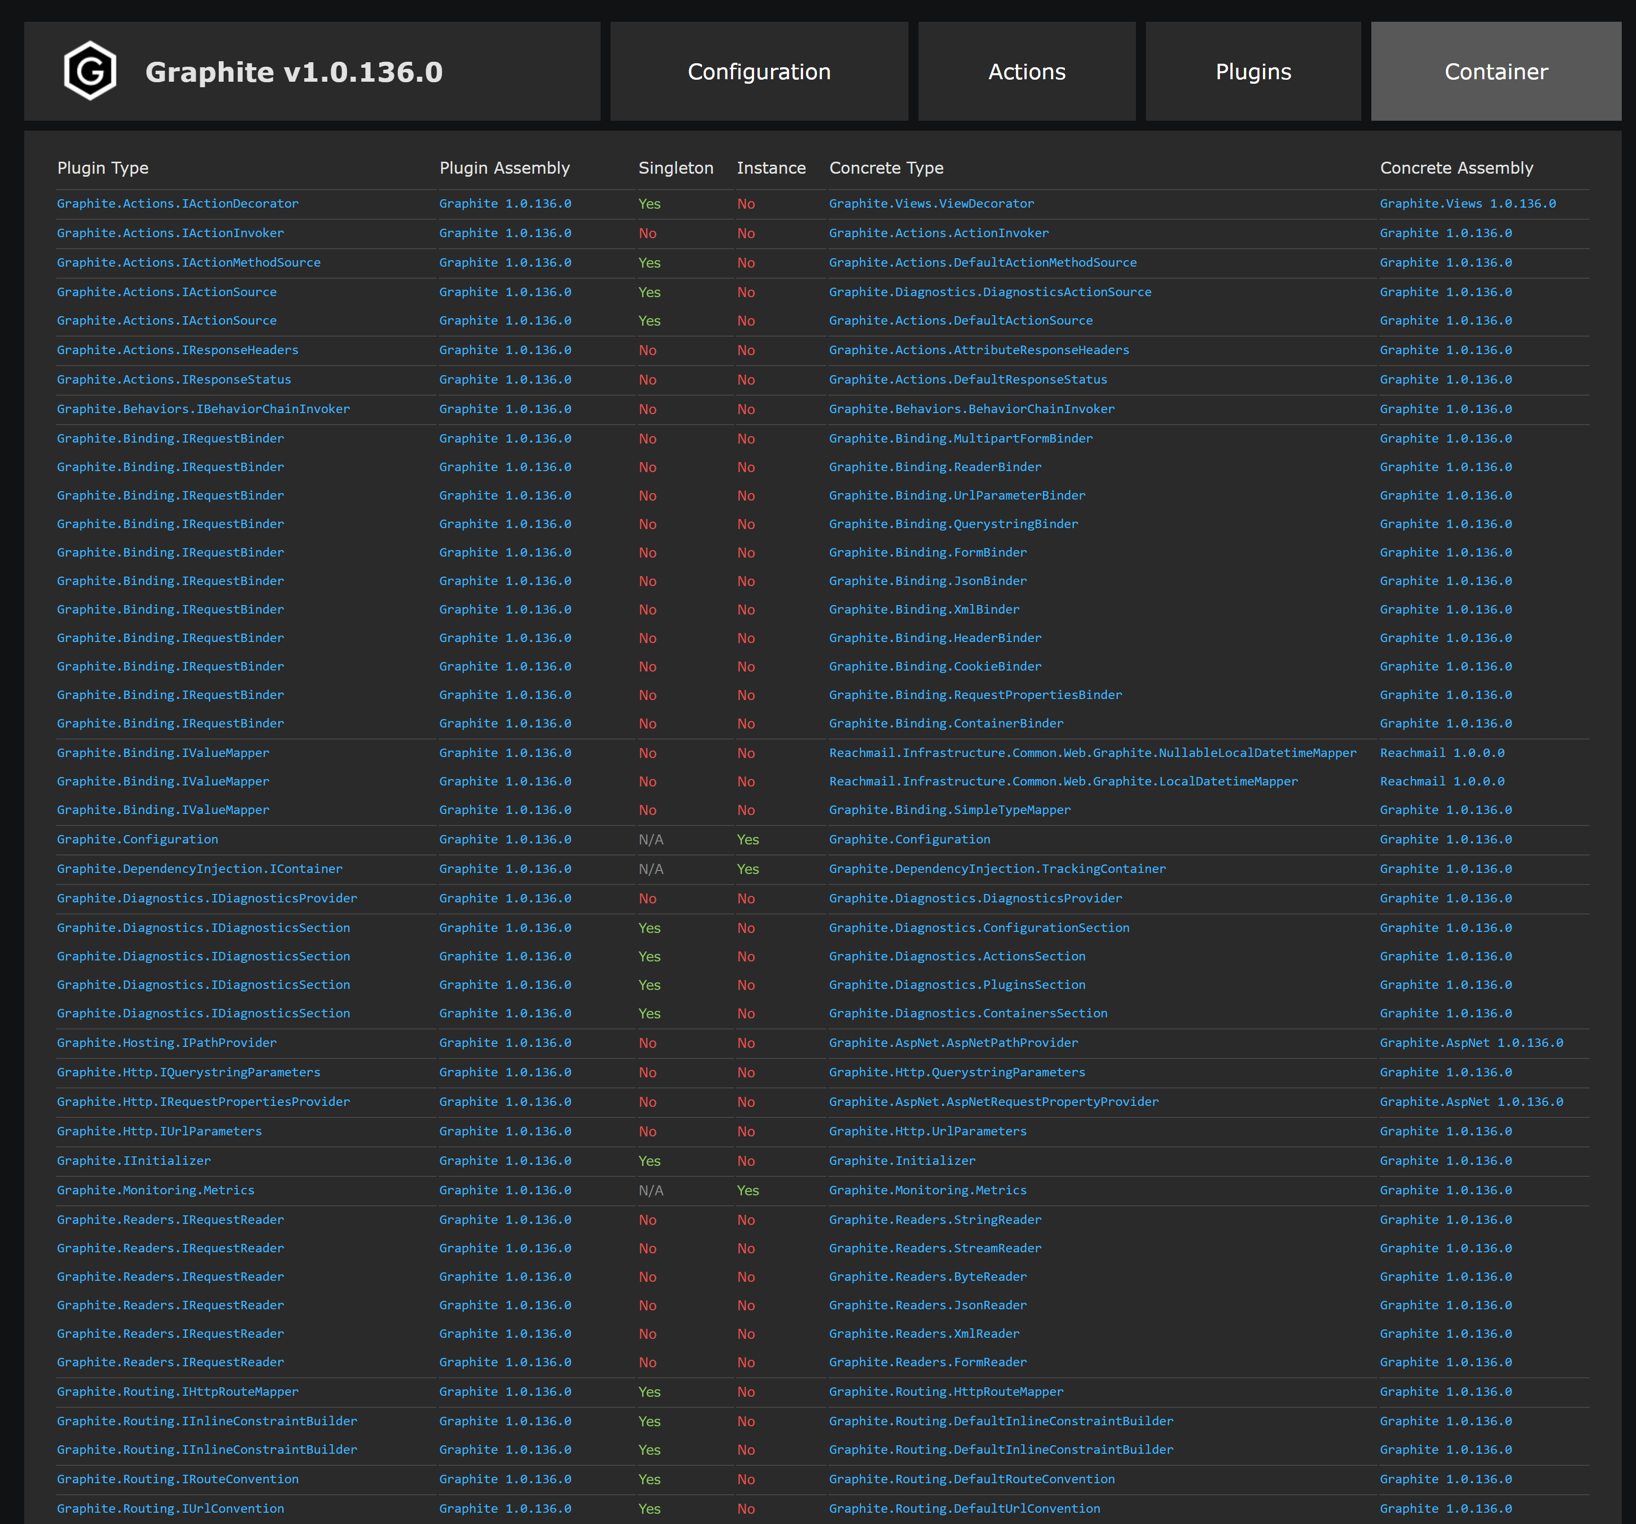 Graphite v1.0.136.0 Configuration Actions Plugins Container
Plugin Type Plugin Assembly Singleton Instance Concrete Type Concrete Assembly
Graphite.Actions.IActionDecorator Graphite 1.0.136.0 Yes No Graphite.Views.ViewDecorator Graphite.Views 1.0.136.0
Graphite.Actions.IActionInvoker Graphite 1.0.136.0 No No Graphite.Actions.ActionInvoker Graphite 1.0.136.0
Graphite.Actions.IActionMethodSource Graphite 1.0.136.0 Yes No Graphite.Actions.DefaultActionMethodSource Graphite 1.0.136.0
Graphite.Actions.IActionSource Graphite 1.0.136.0 Yes No Graphite.Diagnostics.DiagnosticsActionSource Graphite 1.0.136.0
Graphite.Actions.IActionSource Graphite 1.0.136.0 Yes No Graphite.Actions.DefaultActionSource Graphite 1.0.136.0
Graphite.Actions.IResponseHeaders Graphite 1.0.136.0 No No Graphite.Actions.AttributeResponseHeaders Graphite 1.0.136.0
Graphite.Actions.IResponseStatus Graphite 1.0.136.0 No No Graphite.Actions.DefaultResponseStatus Graphite 1.0.136.0
Graphite.Behaviors.IBehaviorChainInvoker Graphite 1.0.136.0 No No Graphite.Behaviors.BehaviorChainInvoker Graphite 1.0.136.0
Graphite.Binding.IRequestBinder Graphite 1.0.136.0 No No Graphite.Binding.MultipartFormBinder Graphite 1.0.136.0
Graphite.Binding.IRequestBinder Graphite 1.0.136.0 No No Graphite.Binding.ReaderBinder Graphite 1.0.136.0
Graphite.Binding.IRequestBinder Graphite 1.0.136.0 No No Graphite.Binding.UrlParameterBinder Graphite 1.0.136.0
Graphite.Binding.IRequestBinder Graphite 1.0.136.0 No No Graphite.Binding.QuerystringBinder Graphite 1.0.136.0
Graphite.Binding.IRequestBinder Graphite 1.0.136.0 No No Graphite.Binding.FormBinder Graphite 1.0.136.0
Graphite.Binding.IRequestBinder Graphite 1.0.136.0 No No Graphite.Binding.JsonBinder Graphite 1.0.136.0
Graphite.Binding.IRequestBinder Graphite 1.0.136.0 No No Graphite.Binding.XmlBinder Graphite 1.0.136.0
Graphite.Binding.IRequestBinder Graphite 1.0.136.0 No No Graphite.Binding.HeaderBinder Graphite 1.0.136.0
Graphite.Binding.IRequestBinder Graphite 1.0.136.0 No No Graphite.Binding.CookieBinder Graphite 1.0.136.0
Graphite.Binding.IRequestBinder Graphite 1.0.136.0 No No Graphite.Binding.RequestPropertiesBinder Graphite 1.0.136.0
Graphite.Binding.IRequestBinder Graphite 1.0.136.0 No No Graphite.Binding.ContainerBinder Graphite 1.0.136.0
Graphite.Binding.IValueMapper Graphite 1.0.136.0 No No Reachmail.Infrastructure.Common.Web.Graphite.NullableLocalDatetimeMapper Reachmail 1.0.0.0
Graphite.Binding.IValueMapper Graphite 1.0.136.0 No No Reachmail.Infrastructure.Common.Web.Graphite.LocalDatetimeMapper Reachmail 1.0.0.0
Graphite.Binding.IValueMapper Graphite 1.0.136.0 No No Graphite.Binding.SimpleTypeMapper Graphite 1.0.136.0
Graphite.Configuration Graphite 1.0.136.0 N/A Yes Graphite.Configuration Graphite 1.0.136.0
Graphite.DependencyInjection.IContainer Graphite 1.0.136.0 N/A Yes Graphite.DependencyInjection.TrackingContainer Graphite 1.0.136.0
Graphite.Diagnostics.IDiagnosticsProvider Graphite 1.0.136.0 No No Graphite.Diagnostics.DiagnosticsProvider Graphite 1.0.136.0
Graphite.Diagnostics.IDiagnosticsSection Graphite 1.0.136.0 Yes No Graphite.Diagnostics.ConfigurationSection Graphite 1.0.136.0
Graphite.Diagnostics.IDiagnosticsSection Graphite 1.0.136.0 Yes No Graphite.Diagnostics.ActionsSection Graphite 1.0.136.0
Graphite.Diagnostics.IDiagnosticsSection Graphite 1.0.136.0 Yes No Graphite.Diagnostics.PluginsSection Graphite 1.0.136.0
Graphite.Diagnostics.IDiagnosticsSection Graphite 1.0.136.0 Yes No Graphite.Diagnostics.ContainersSection Graphite 1.0.136.0
Graphite.Hosting.IPathProvider Graphite 1.0.136.0 No No Graphite.AspNet.AspNetPathProvider Graphite.AspNet 1.0.136.0
Graphite.Http.IQuerystringParameters Graphite 1.0.136.0 No No Graphite.Http.QuerystringParameters Graphite 1.0.136.0
Graphite.Http.IRequestPropertiesProvider Graphite 1.0.136.0 No No Graphite.AspNet.AspNetRequestPropertyProvider Graphite.AspNet 1.0.136.0
Graphite.Http.IUrlParameters Graphite 1.0.136.0 No No Graphite.Http.UrlParameters Graphite 1.0.136.0
Graphite.IInitializer Graphite 1.0.136.0 Yes No Graphite.Initializer Graphite 1.0.136.0
Graphite.Monitoring.Metrics Graphite 1.0.136.0 N/A Yes Graphite.Monitoring.Metrics Graphite 1.0.136.0
Graphite.Readers.IRequestReader Graphite 1.0.136.0 No No Graphite.Readers.StringReader Graphite 1.0.136.0
Graphite.Readers.IRequestReader Graphite 1.0.136.0 No No Graphite.Readers.StreamReader Graphite 1.0.136.0
Graphite.Readers.IRequestReader Graphite 1.0.136.0 No No Graphite.Readers.ByteReader Graphite 1.0.136.0
Graphite.Readers.IRequestReader Graphite 1.0.136.0 No No Graphite.Readers.JsonReader Graphite 1.0.136.0
Graphite.Readers.IRequestReader Graphite 1.0.136.0 No No Graphite.Readers.XmlReader Graphite 1.0.136.0
Graphite.Readers.IRequestReader Graphite 1.0.136.0 No No Graphite.Readers.FormReader Graphite 1.0.136.0
Graphite.Routing.IHttpRouteMapper Graphite 1.0.136.0 Yes No Graphite.Routing.HttpRouteMapper Graphite 1.0.136.0
Graphite.Routing.IInlineConstraintBuilder Graphite 1.0.136.0 Yes No Graphite.Routing.DefaultInlineConstraintBuilder Graphite 1.0.136.0
Graphite.Routing.IInlineConstraintBuilder Graphite 1.0.136.0 Yes No Graphite.Routing.DefaultInlineConstraintBuilder Graphite 1.0.136.0
Graphite.Routing.IRouteConvention Graphite 1.0.136.0 Yes No Graphite.Routing.DefaultRouteConvention Graphite 1.0.136.0
Graphite.Routing.IUrlConvention Graphite 1.0.136.0 Yes No Graphite.Routing.DefaultUrlConvention Graphite 1.0.136.0